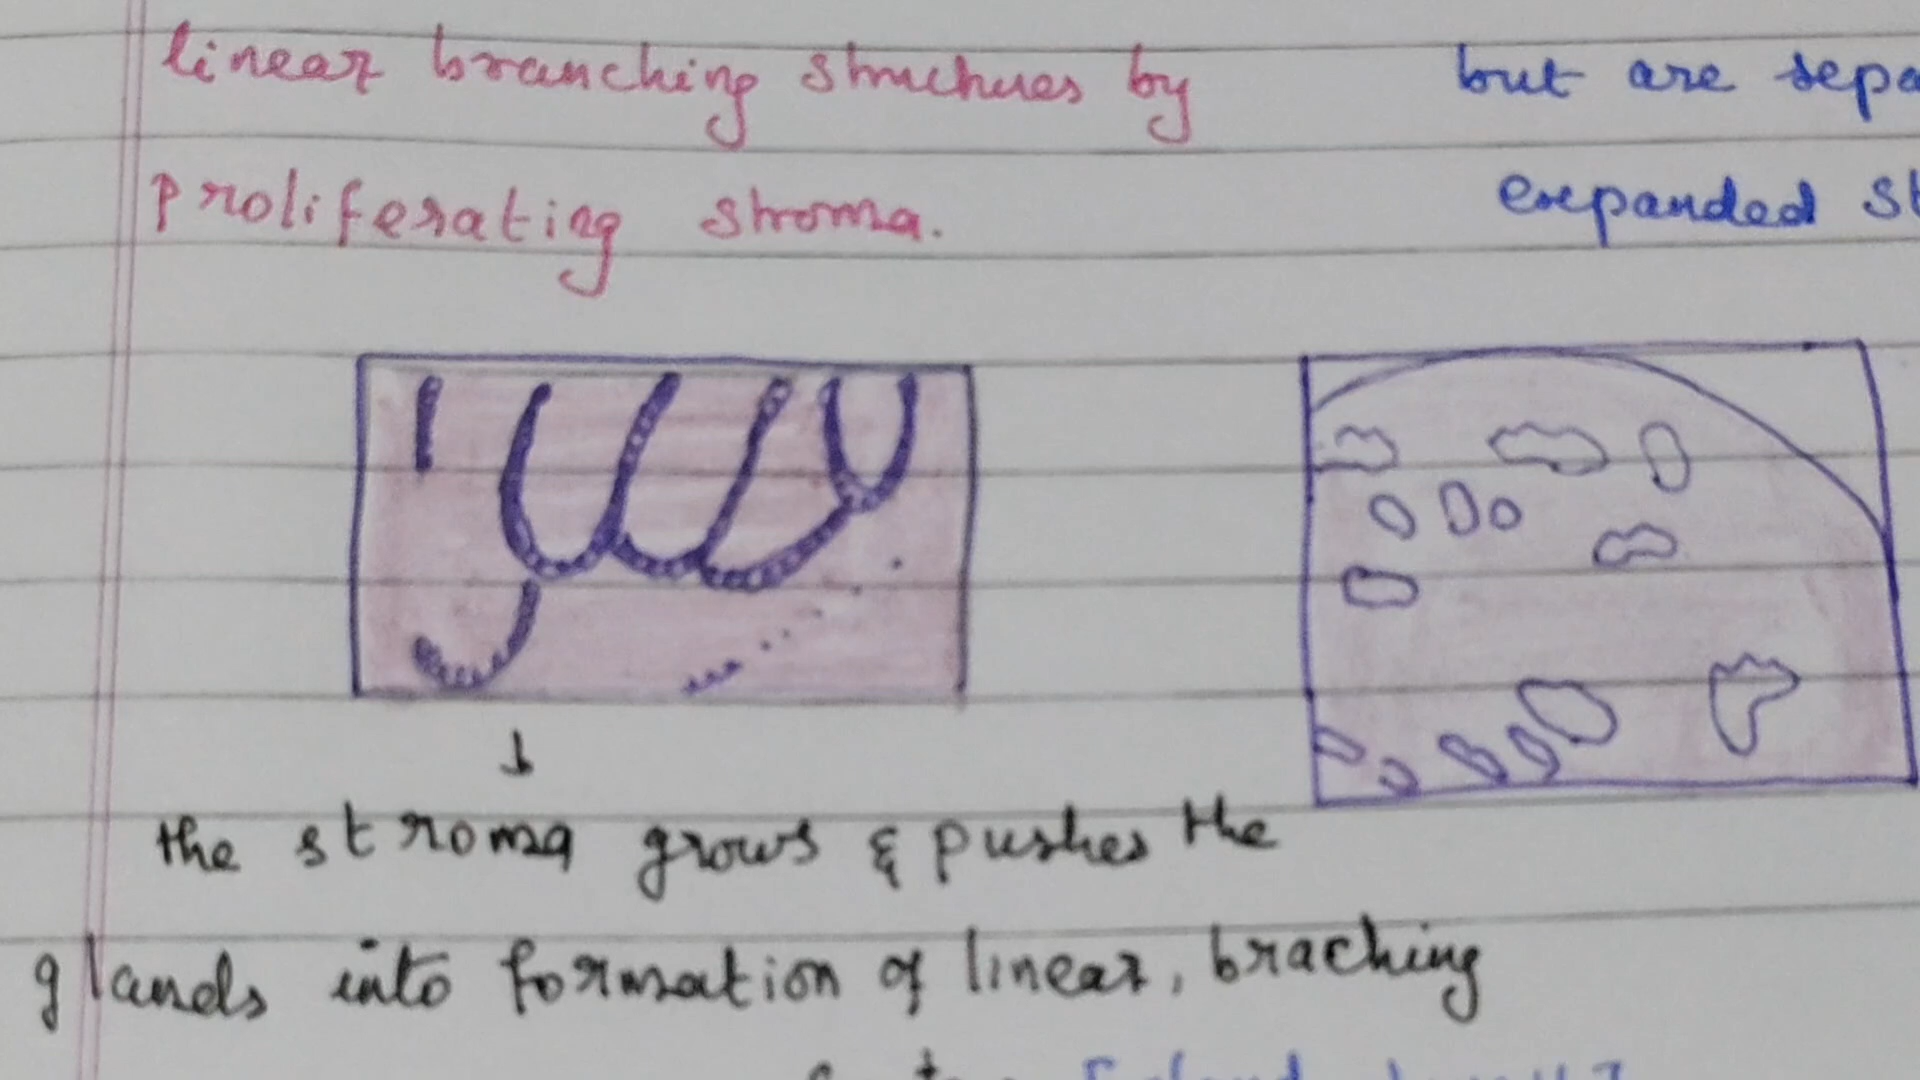 linear branching structures by
proliferating stroma.
but are
expanded
the stroma grows & pushes the
glands into formation of linear, braching